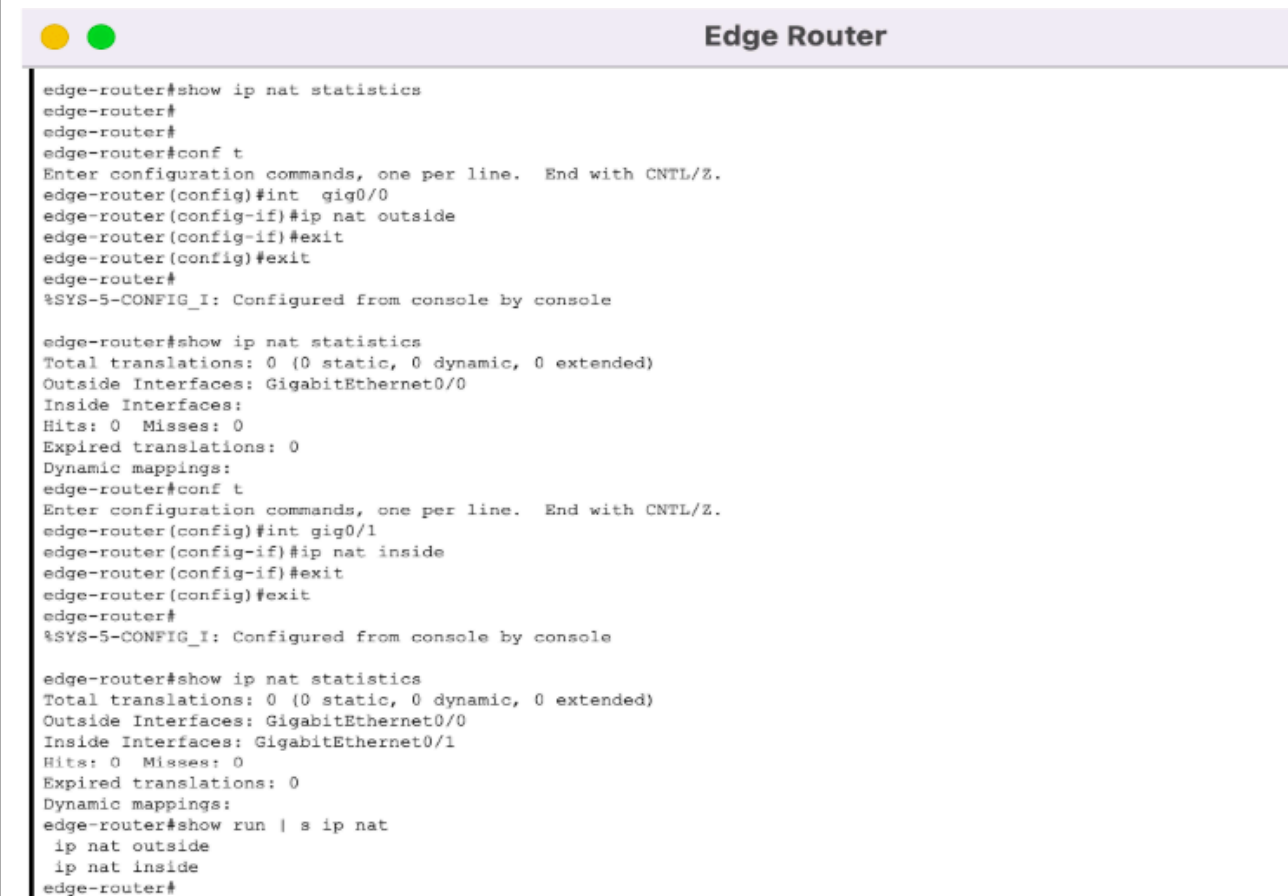 Edge Router
edge-router#show ip nat statistics
edge-router#
edge-router#
edge-router#conf t
Enter configuration commands, one per line.  End with CNTL/Z.
edge-router(config)#int  gig0/0
edge-router(config-if)#ip nat outside
edge-router(config-if)#exit
edge-router(config)#exit
edge-router#
%SYS-5-CONFIG_I: Configured from console by console
edge-router#show ip nat statistics
Total translations: 0 (0 static, 0 dynamic, 0 extended)
Outside Interfaces: GigabitEthernet0/0
Inside Interfaces:
Hits: 0  Misses: 0
Expired translations: 0
Dynamic mappings:
edge-router#conf t
Enter configuration commands, one per line.  End with CNTL/Z.
edge-router(config)#int gig0/1
edge-router(config-if)#ip nat inside
edge-router(config-if)#exit
edge-router(config)#exit
edge-router#
%SYS-5-CONFIG_I: Configured from console by console
edge-router#show ip nat statistics
Total translations: 0 (0 static, 0 dynamic, 0 extended)
Outside Interfaces: GigabitEthernet0/0
Inside Interfaces: GigabitEthernet0/1
Hits: 0  Misses: 0
Expired translations: 0
Dynamic mappings:
edge-router#show run | s ip nat
 ip nat outside
 ip nat inside
edge-router#